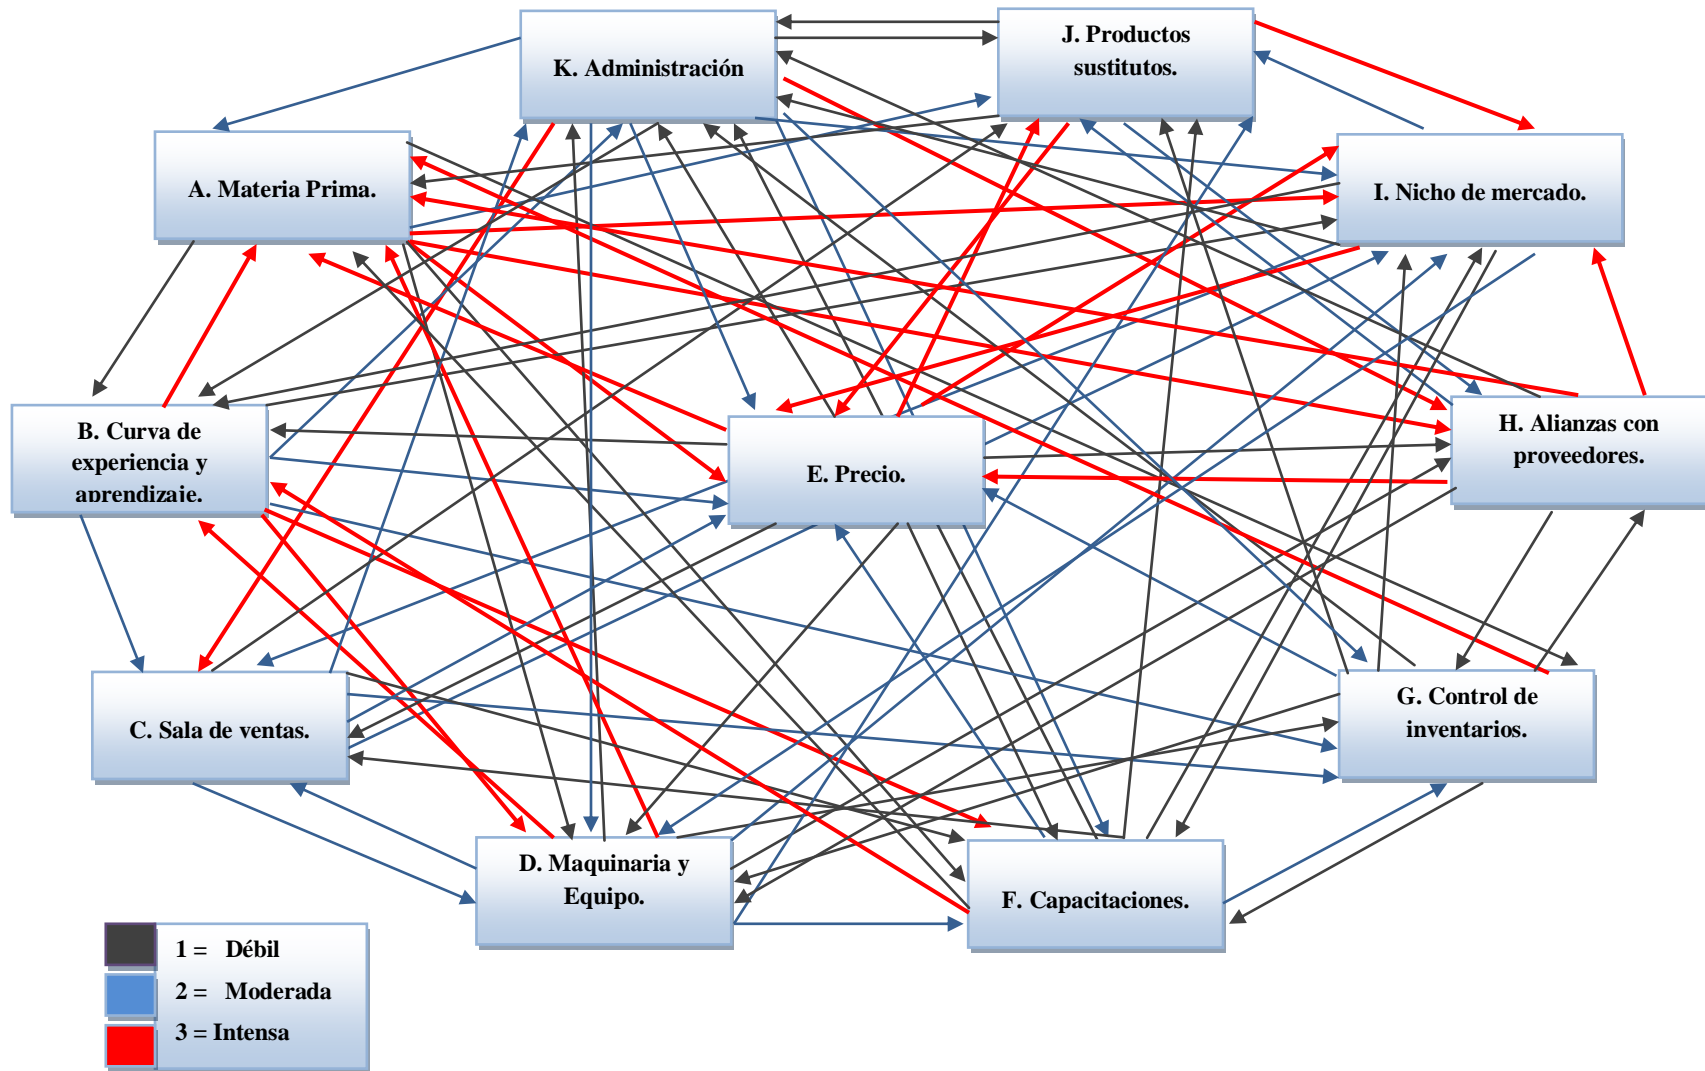 K. Administración
J. Productos
sustitutos.
A. Materia Prima.
I. Nicho de mercado.
B. Curva de
experiencia y
aprendizaje.
E. Precio.
H. Alianzas con
proveedores.
C. Sala de ventas.
G. Control de
inventarios.
D. Maquinaria y
Equipo.
F. Capacitaciones.
1 = Débil
2 = Moderada
3 = Intensa